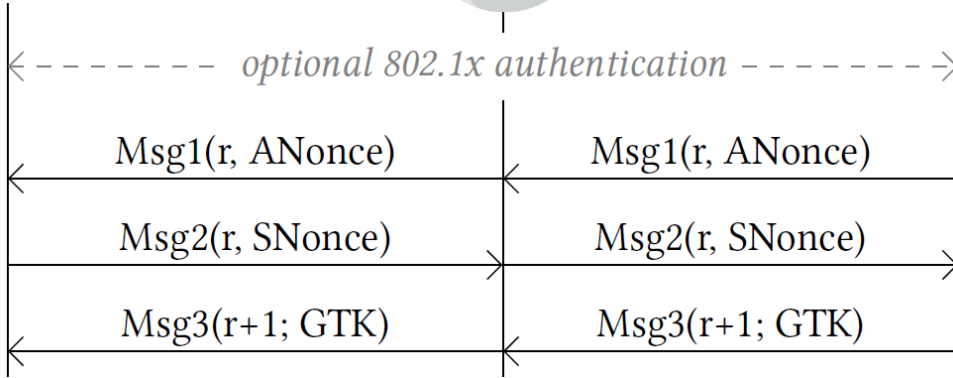 optional 802.1x authentication
Msg1(r, ANonce) Msg1(r, ANonce)
Msg2(r, SNonce) Msg2(r, SNonce)
Msg3(r+1; GTK) Msg3(r+1; GTK)